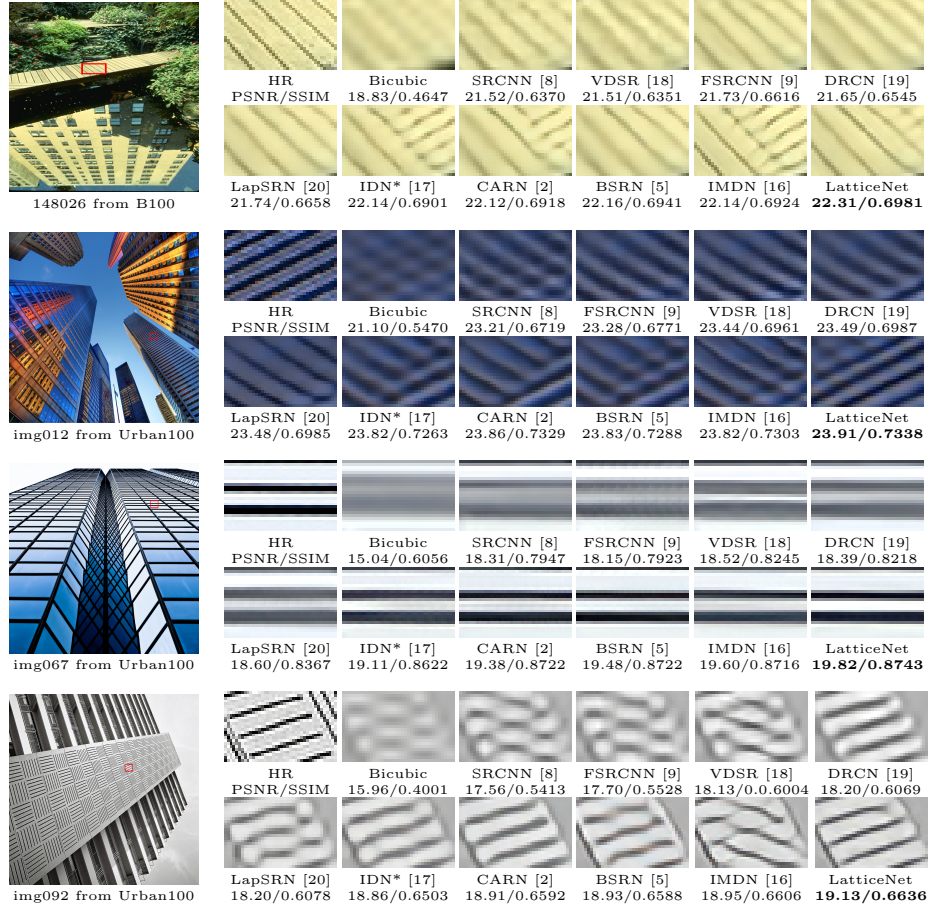 HR Bicubic SRCNN [8] VDSR [18] FSRCNN [9] DRCN [19]
PSNR/SSIM 18.83/0.4647 21.52/0.6370 21.51/0.6351 21.73/0.6616 21.65/0.6545
LapSRN [20] IDN* [17] CARN [2] BSRN [5] IMDN [16] LatticeNet
148026 from B100 21.74/0.6658 22.14/0.6901 22.12/0.6918 22.16/0.6941 22.14/0.6924 22.31/0.6981
HR Bicubic SRCNN [8] FSRCNN [9] VDSR [18] DRCN [19]
PSNR/SSIM 21.10/0.5470 23.21/0.6719 23.28/0.6771 23.44/0.6961 23.49/0.6987
LapSRN [20] IDN* [17] CARN [2] BSRN [5] IMDN [16] LatticeNet
img012 from Urban100 23.48/0.6985 23.82/0.7263 23.86/0.7329 23.83/0.7288 23.82/0.7303 23.91/0.7338
HR Bicubic SRCNN [8] FSRCNN [9] VDSR [18] DRCN [19]
PSNR/SSIM 15.04/0.6056 18.31/0.7947 18.15/0.7923 18.52/0.8245 18.39/0.8218
LapSRN [20] IDN* [17] CARN [2] BSRN [5] IMDN [16] LatticeNet
img067 from Urban100 18.60/0.8367 19.11/0.8622 19.38/0.8722 19.48/0.8722 19.60/0.8716 19.82/0.8743
HR Bicubic SRCNN [8] FSRCNN [9] VDSR [18] DRCN [19]
PSNR/SSIM 15.96/0.4001 17.56/0.5413 17.70/0.5528 18.13/0.0.6004 18.20/0.6069
LapSRN [20] IDN* [17] CARN [2] BSRN [5] IMDN [16] LatticeNet
img092 from Urban100 18.20/0.6078 18.86/0.6503 18.91/0.6592 18.93/0.6588 18.95/0.6606 19.13/0.6636